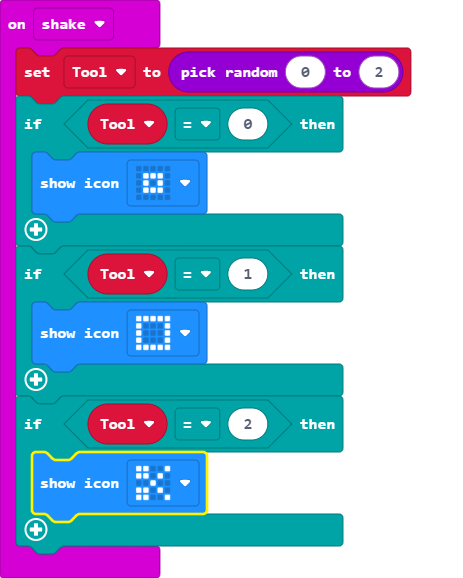 on shake
set Tool to pick random 0 to 2
if Tool = 0 then
show icon
if Tool = 1 then
show icon
if Tool = 2 then
show icon